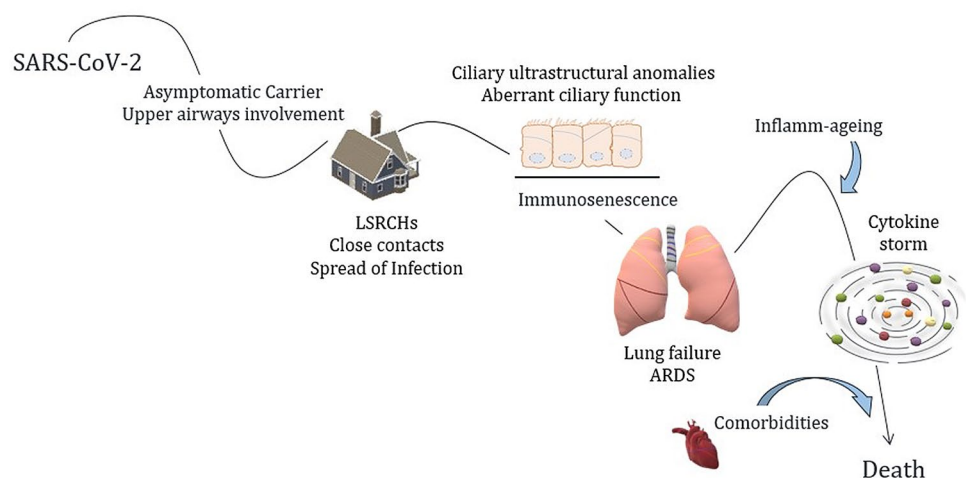 SARS-CoV-2
Asymptomatic Carrier
Upper airways involvement
LSRCHs
Close contacts
Spread of Infection
Ciliary ultrastructural anomalies
Aberrant ciliary function
Immunosenescence
Lung failure
ARDS
Inflamm-ageing
Cytokine
storm
Comorbidities
Death